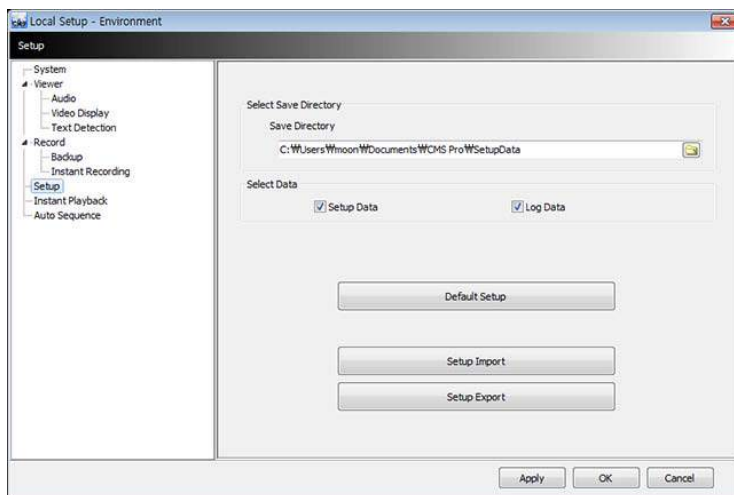 Local Setup - Environment
Setup
System
Viewer
Audio
Video Display
Text Detection
Record
Backup
Instant Recording
Setup
Instant Playback
Auto Sequence
Select Save Directory
Save Directory
C:₩Users₩moon₩Documents₩CMS Pro₩SetupData
Select Data
Setup Data
Log Data
Default Setup
Setup Import
Setup Export
Apply
OK
Cancel